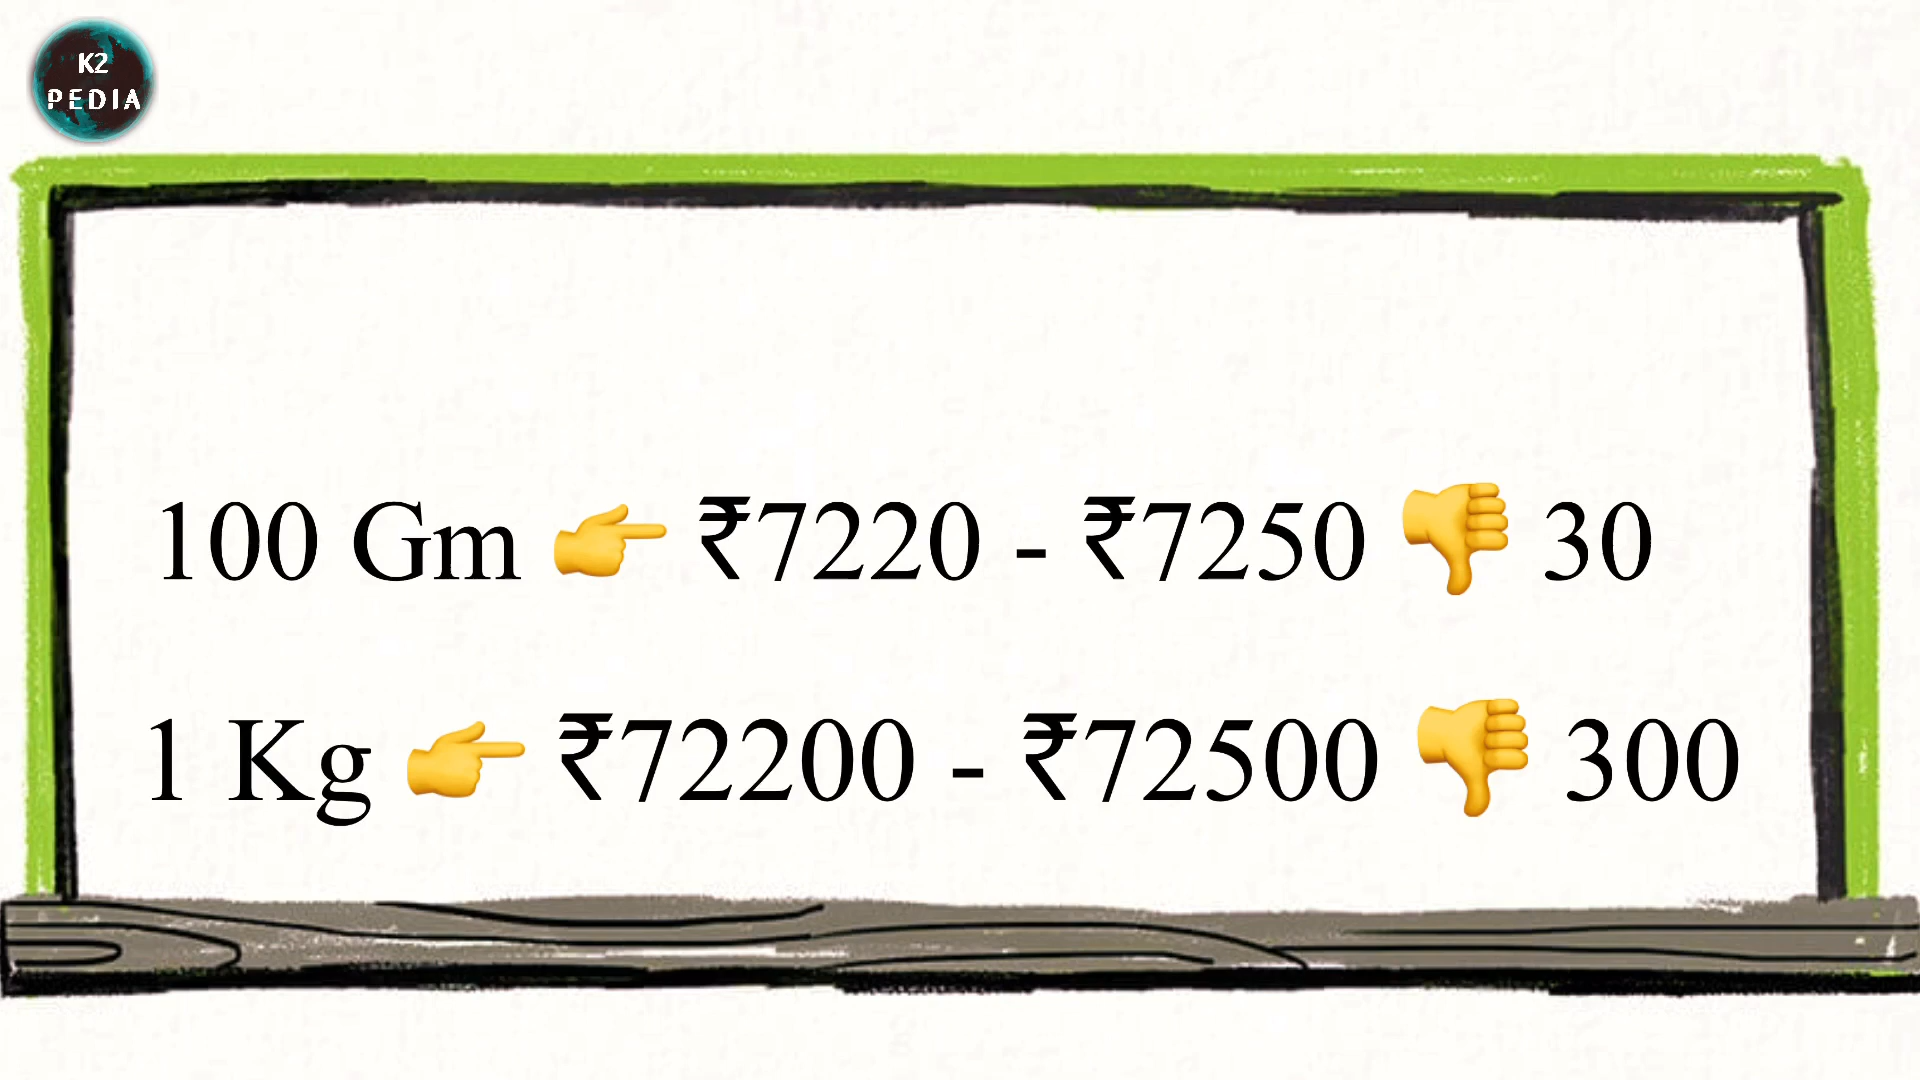 K2
PEDIA
100 Gm 👉 ₹7220 - ₹7250 👎 30
1 Kg 👉 ₹72200 - ₹72500 👎 300